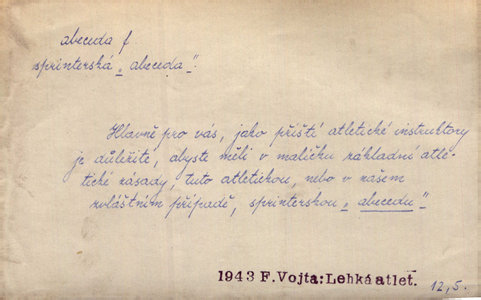 abeceda f
sprinterská „abeceda".
Hlavně pro vás, jako příští atletické instruktory
je důležité, abyste měli v malíčku základní atle-
tické zásady, tuto atletickou, nebo v našem
zvláštním případě, sprinterskou „abecedu"
1943 F. Vojta: Lehká atlet. 12,5.